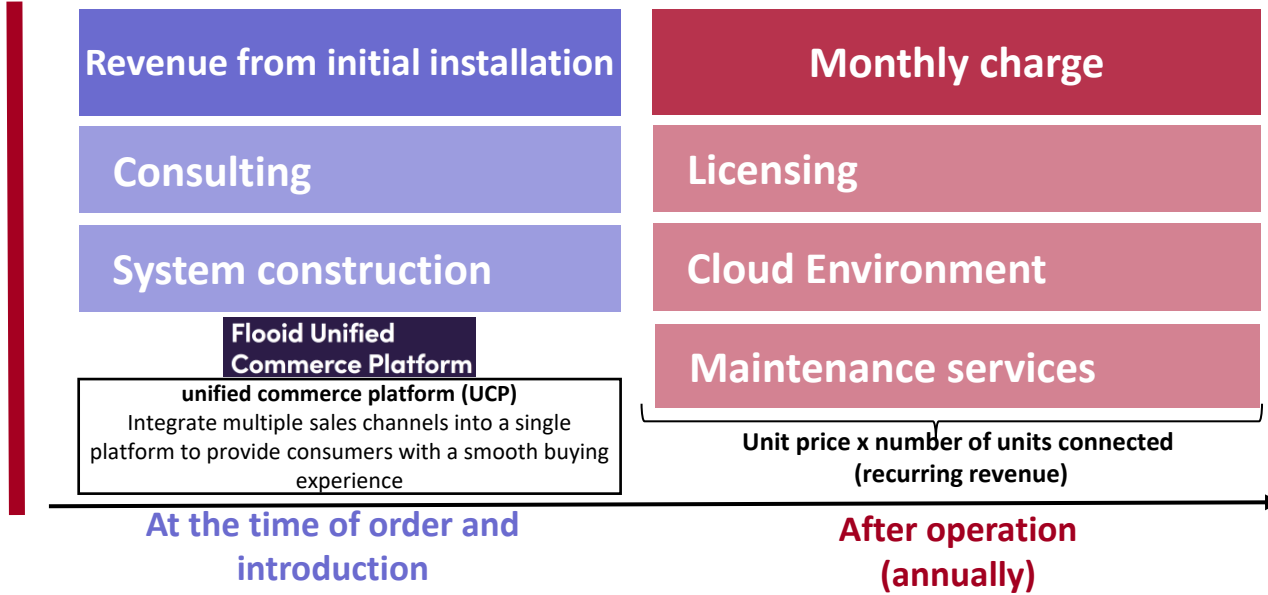 Revenue from initial installation
Consulting
System construction
Flooid Unified
Commerce Platform
unified commerce platform (UCP)
Integrate multiple sales channels into a single
platform to provide consumers with a smooth buying
experience
At the time of order and
introduction
Monthly charge
Licensing
Cloud Environment
Maintenance services
Unit price x number of units connected
(recurring revenue)
After operation
(annually)